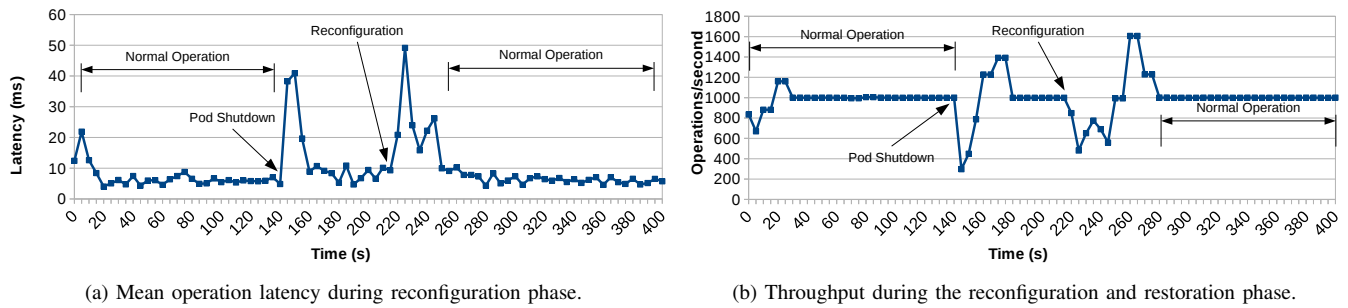 60
50
40
30
20
10
0
Latency (ms)
Normal Operation
Reconfiguration
Normal Operation
Pod Shutdown
0 20 40 60 80 100 120 140 160 180 200 220 240 260 280 300 320 340 360 380 400
Time (s)
(a) Mean operation latency during reconfiguration phase.
1800
1600
1400
1200
1000
800
600
400
200
0
Operations/second
Normal Operation
Reconfiguration
Pod Shutdown
Normal Operation
0 20 40 60 80 100 120 140 160 180 200 220 240 260 280 300 320 340 360 380 400
Time (s)
(b) Throughput during the reconfiguration and restoration phase.